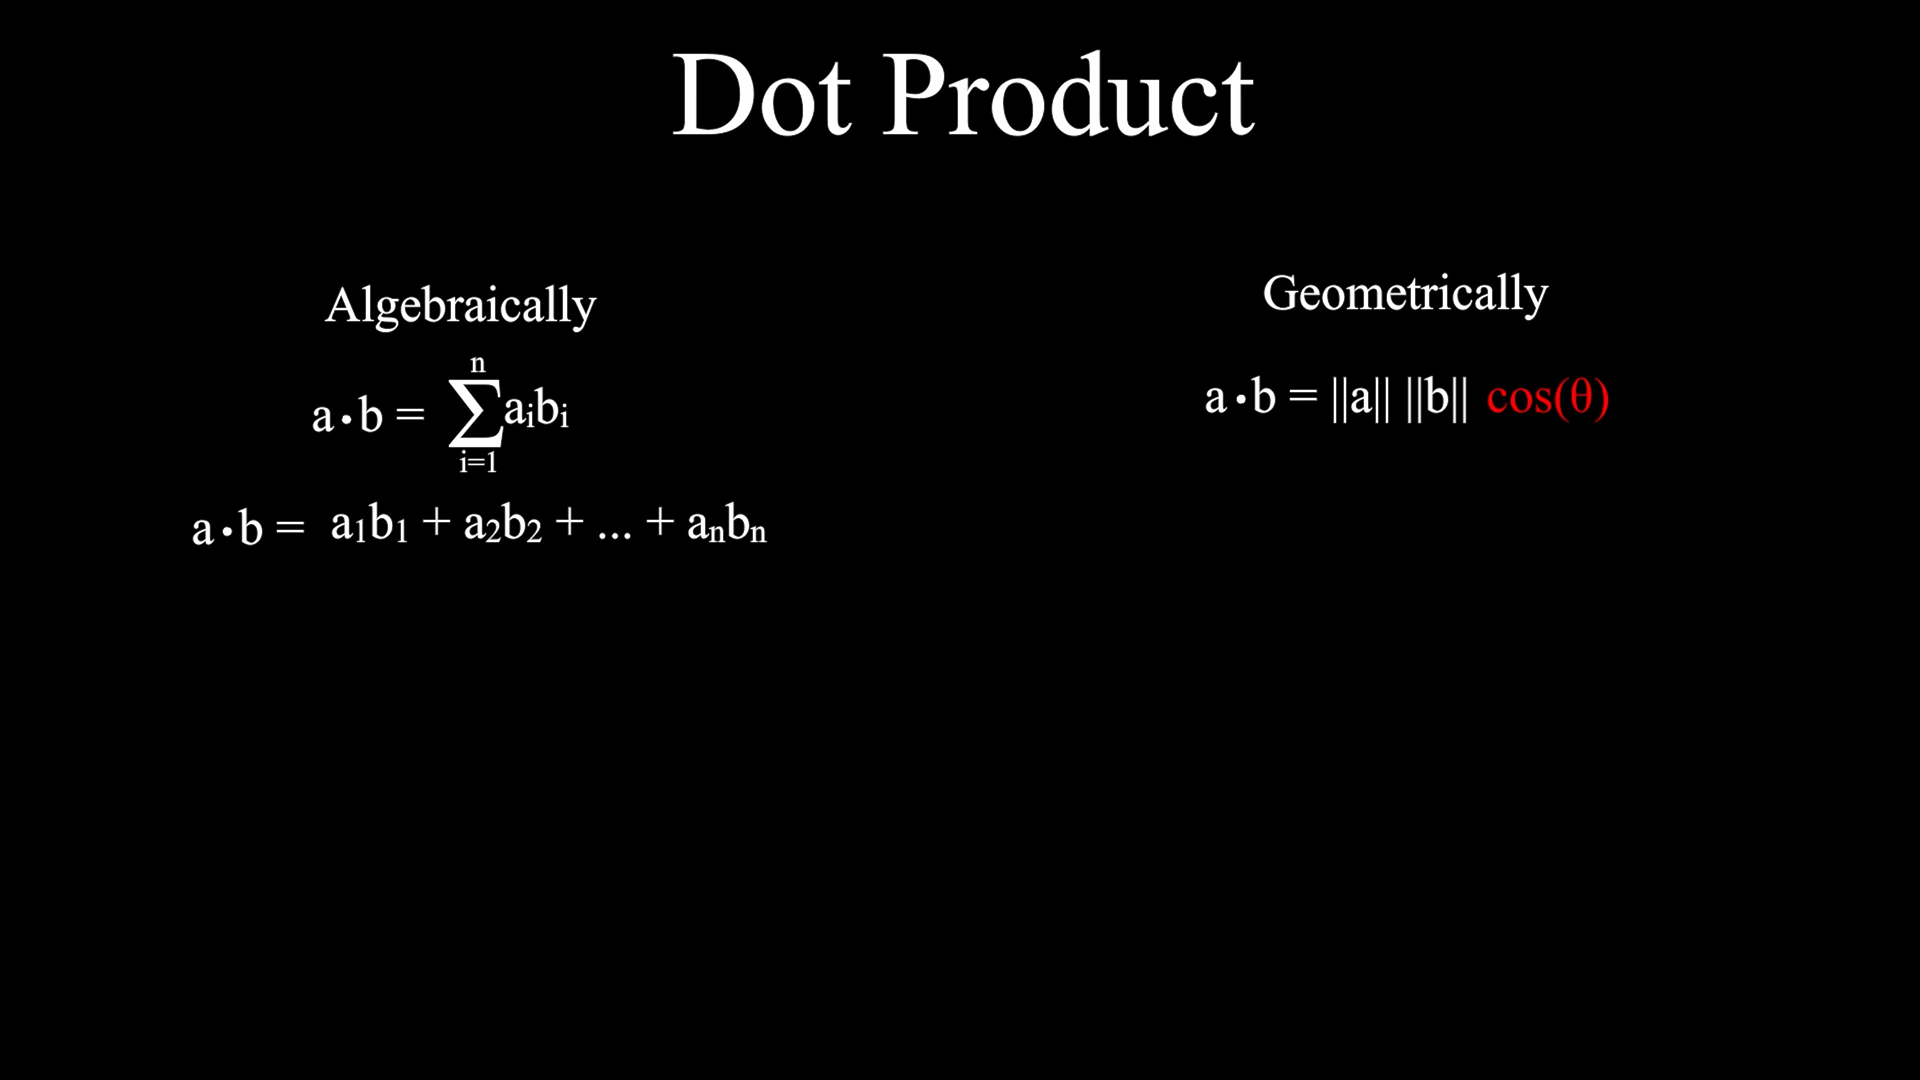 Dot Product
Algebraically
a·b = ∑ᵢ₌₁ⁿ aᵢbᵢ
a·b = a₁b₁ + a₂b₂ + ... + aₙbₙ
Geometrically
a·b = ||a|| ||b|| cos(θ)